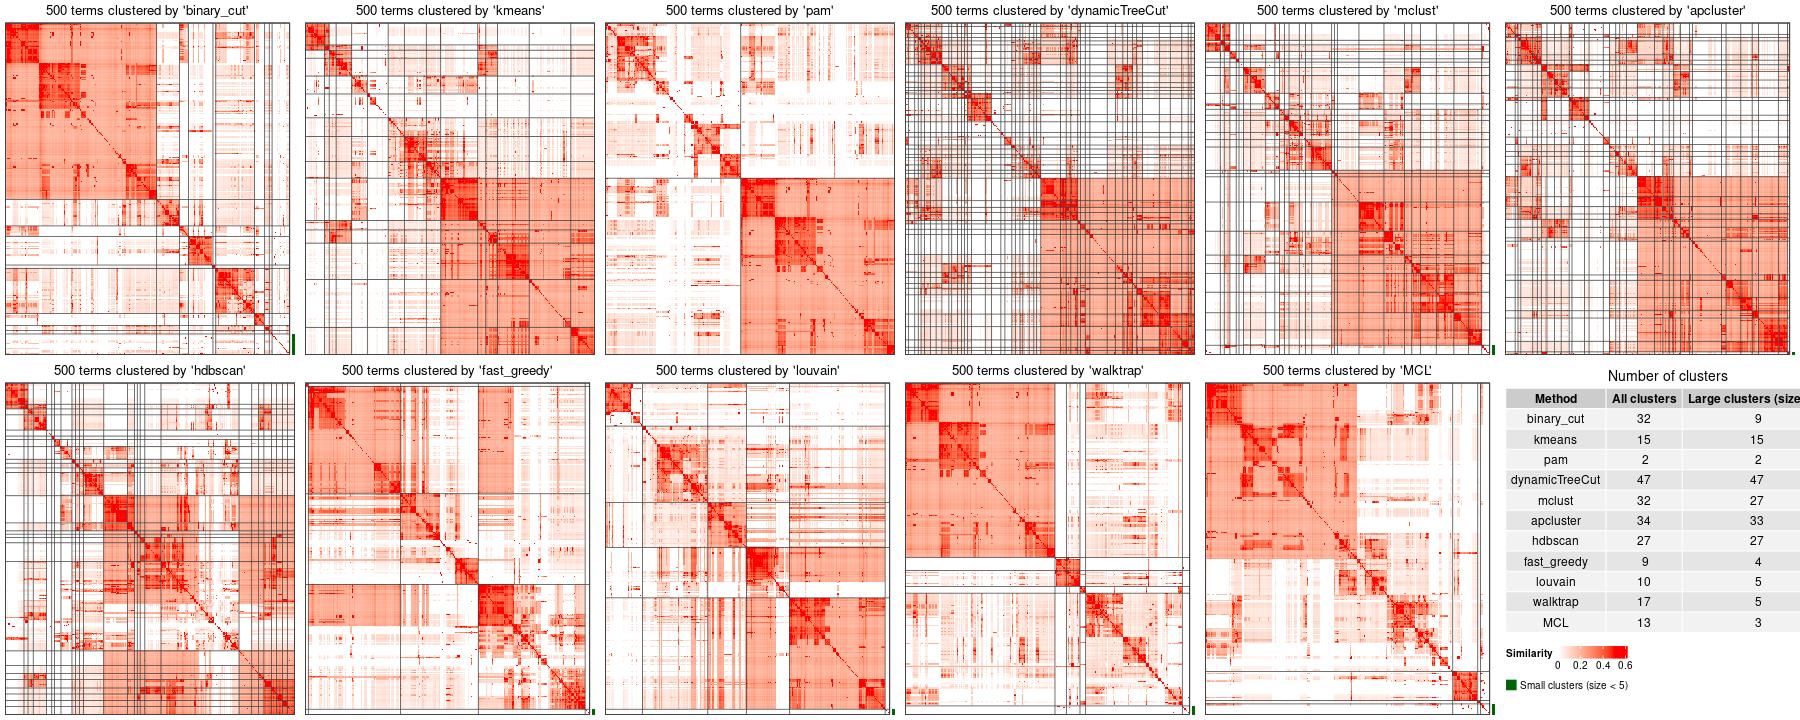 500 terms clustered by 'binary_cut'
500 terms clustered by 'kmeans'
500 terms clustered by 'pam'
500 terms clustered by 'dynamicTreeCut'
500 terms clustered by 'mclust'
500 terms clustered by 'apcluster'
500 terms clustered by 'hdbscan'
500 terms clustered by 'fast_greedy'
500 terms clustered by 'louvain'
500 terms clustered by 'walktrap'
500 terms clustered by 'MCL'
Number of clusters
Method All clusters Large clusters (size
binary_cut 32 9
kmeans 15 15
pam 2 2
dynamicTreeCut 47 47
mclust 32 27
apcluster 34 33
hdbscan 27 27
fast_greedy 9 4
louvain 10 5
walktrap 17 5
MCL 13 3
Similarity
0 0.2 0.4 0.6
Small clusters (size < 5)